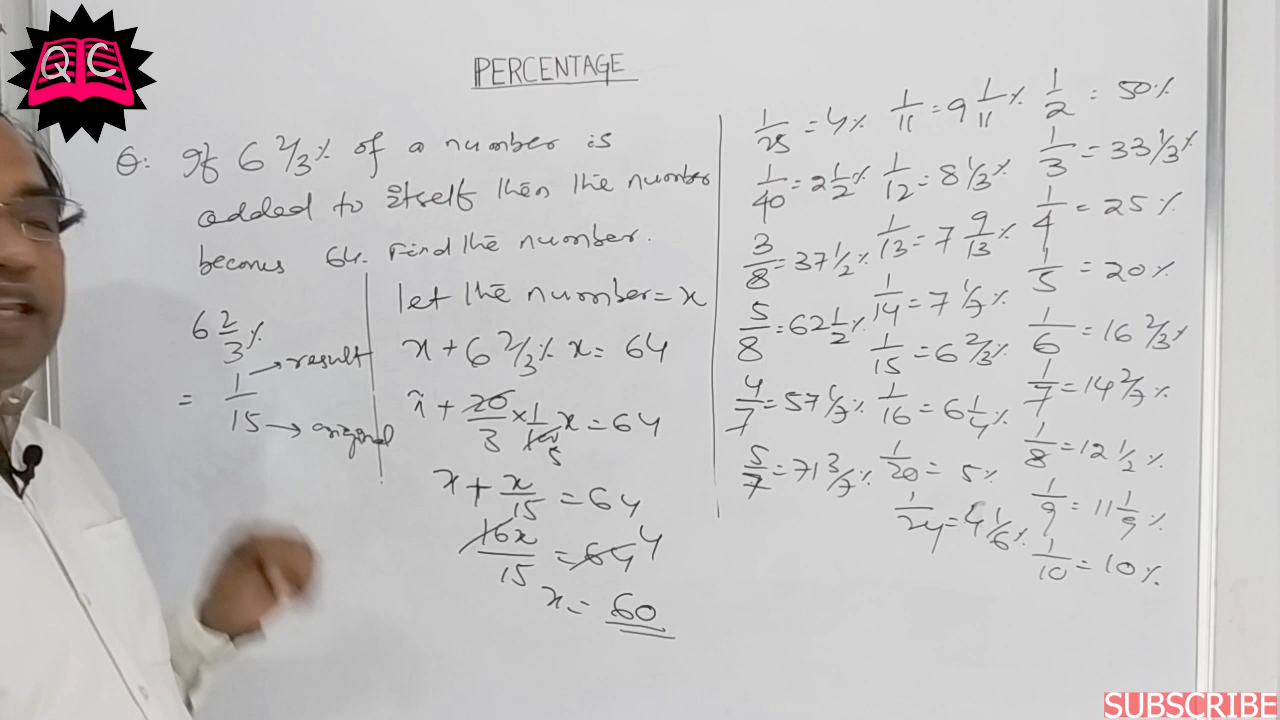 QC
PERCENTAGE
Q: If 6 2/3 % of a number is
added to itself then the number
becomes 64. Find the number.
6 2/3 %
= 1/15 → result
→ original
let the number = x
x + 6 2/3 % x = 64
x + 20/3 × 1/100 x = 64
5
x + x/15 = 64
16x/15 = 64 4
x = 60
1/25 = 4%
1/40 = 2 1/2 %
3/8 = 37 1/2 %
5/8 = 62 1/2 %
4/7 = 57 1/7 %
5/7 = 71 3/7 %
1/11 = 9 1/11 %
1/12 = 8 1/3 %
1/13 = 7 9/13 %
1/14 = 7 1/7 %
1/15 = 6 2/3 %
1/16 = 6 1/4 %
1/20 = 5 %
1/24 = 4 1/6 %
1/2 = 50 %
1/3 = 33 1/3 %
1/4 = 25 %
1/5 = 20 %
1/6 = 16 2/3 %
1/7 = 14 2/7 %
1/8 = 12 1/2 %
1/9 = 11 1/9 %
1/10 = 10 %
SUBSCRIBE